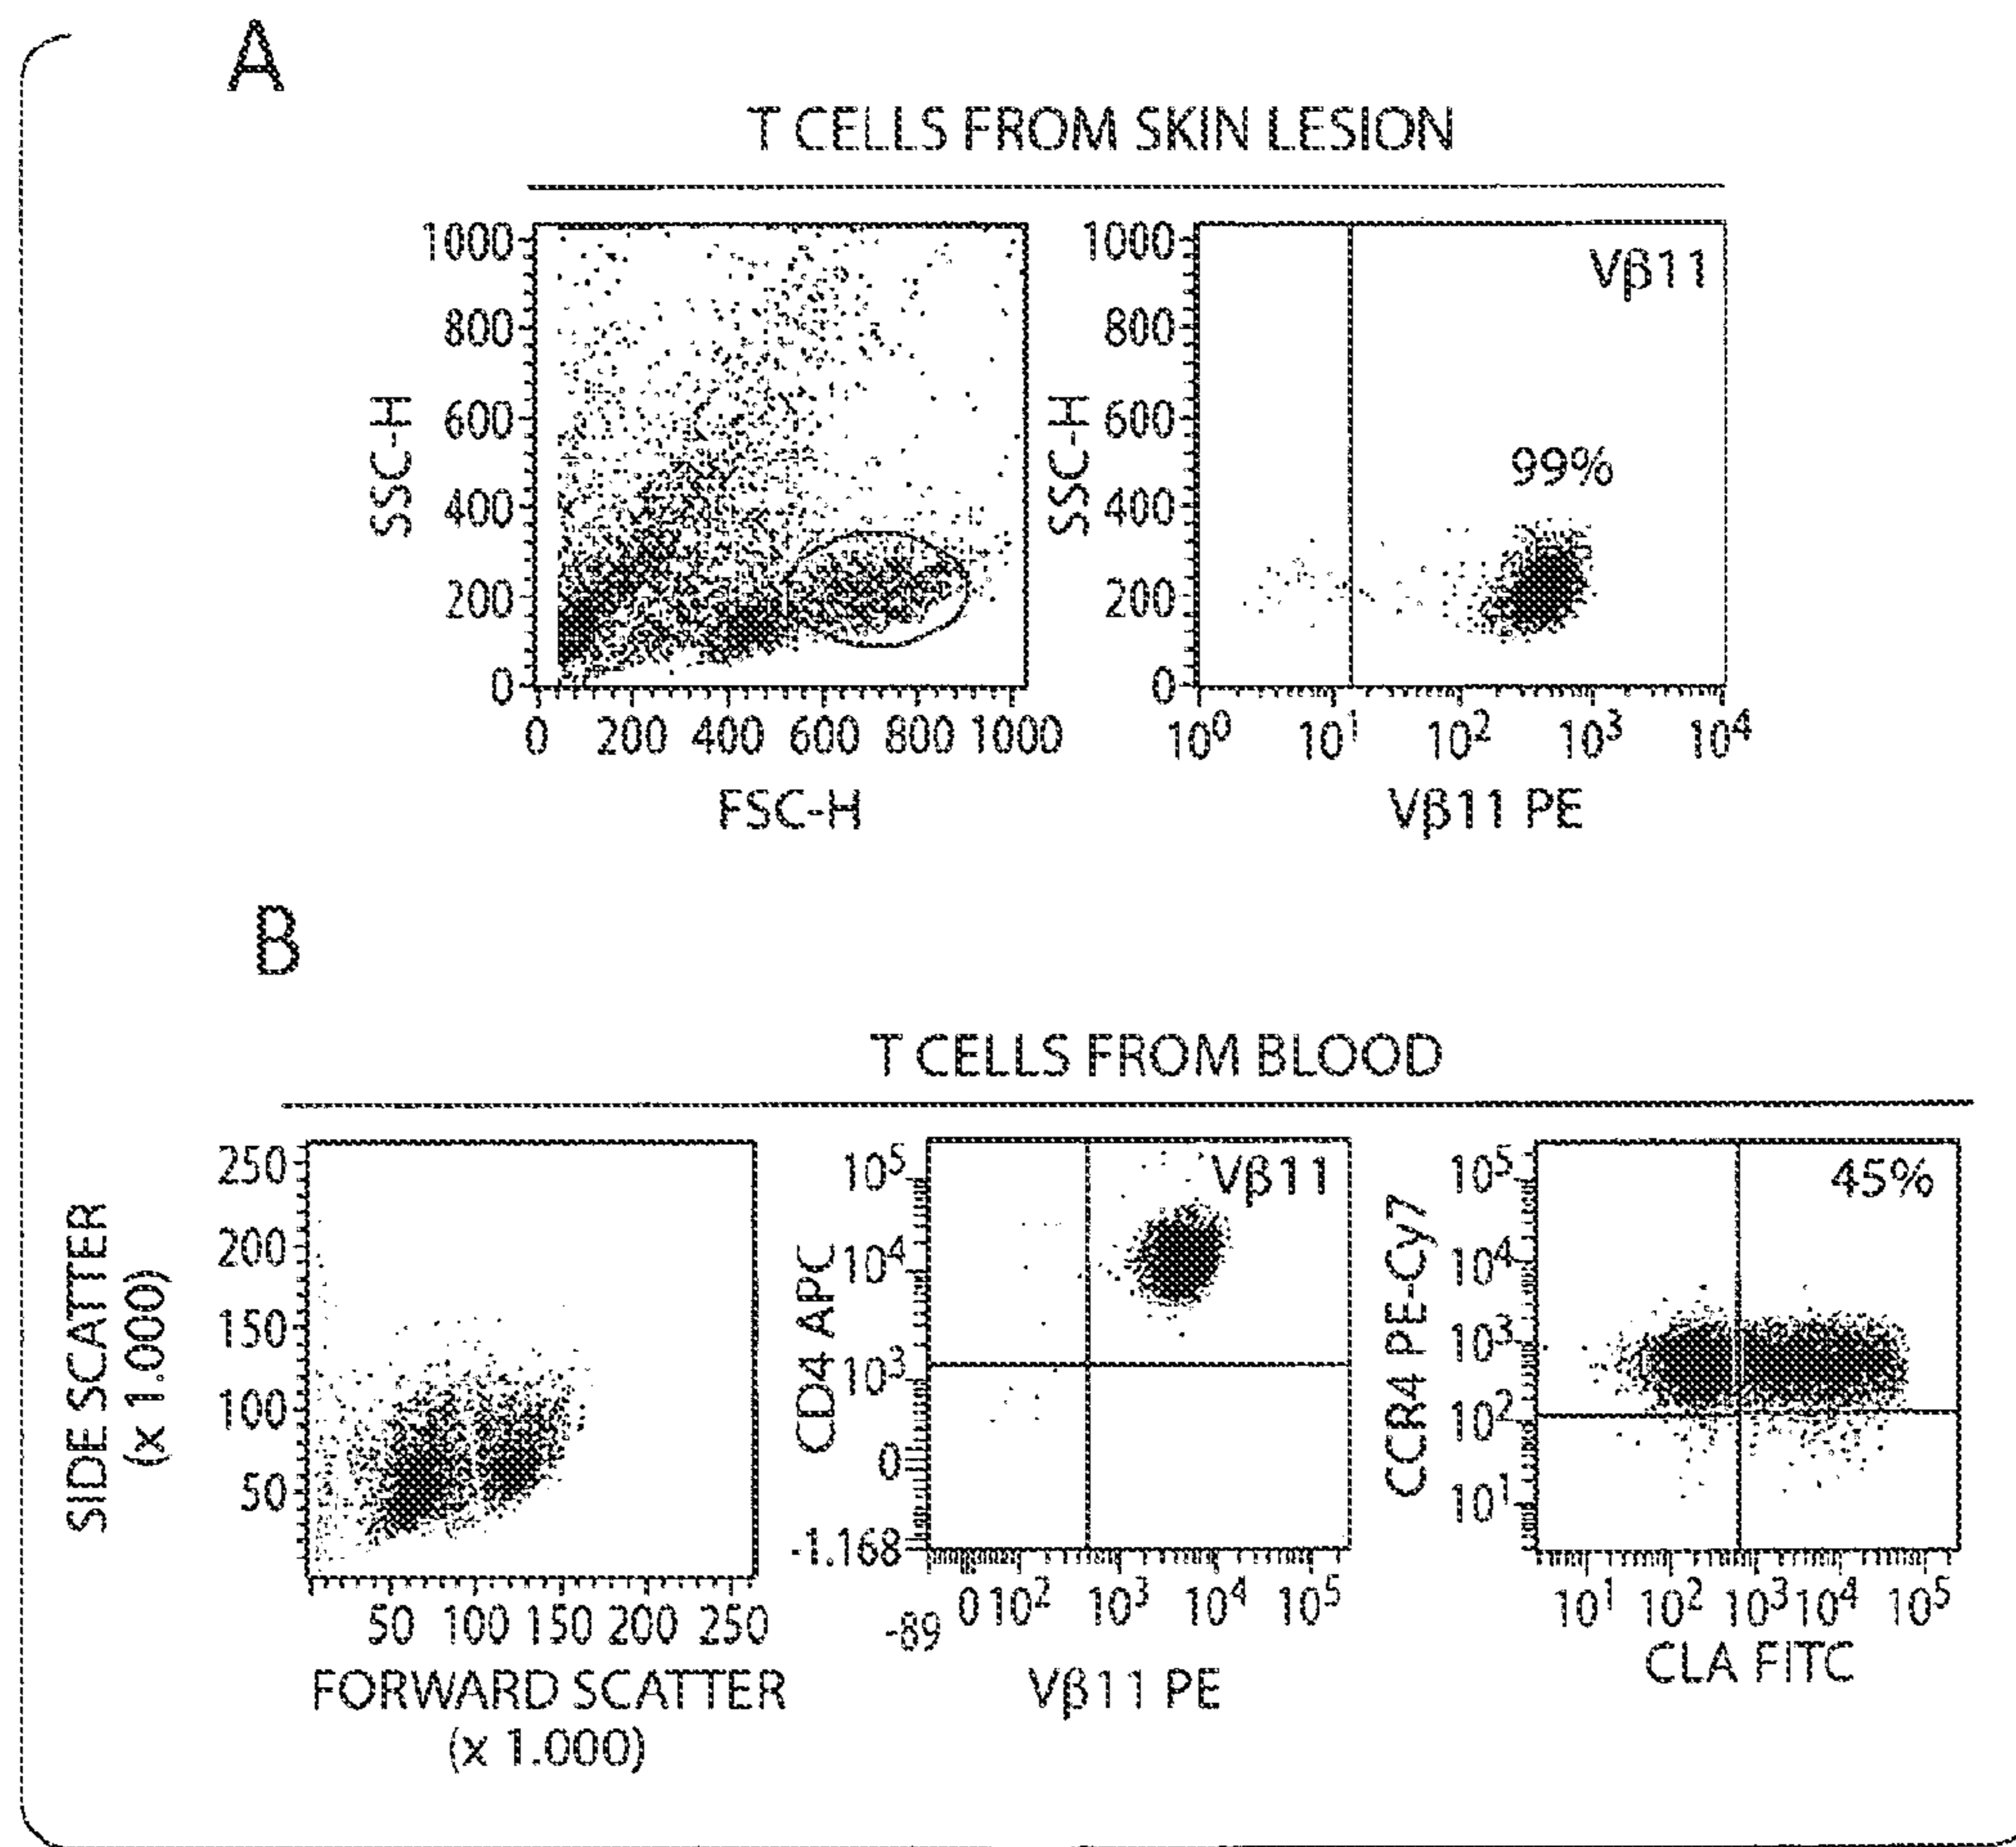 A
T CELLS FROM SKIN LESION
1000
800
600
400
200
0
SSC-H
0 200 400 600 800 1000
FSC-H
1000
800
600
400
200
0
SSC-H
Vβ11
99%
10⁰ 10¹ 10² 10³ 10⁴
Vβ11 PE
B
T CELLS FROM BLOOD
SIDE SCATTER
(x 1.000)
250
200
150
100
50
50 100 150 200 250
FORWARD SCATTER
(x 1.000)
CD4 APC
10⁵
10⁴
10³
0
-1.168
Vβ11
-89 0 10² 10³ 10⁴ 10⁵
Vβ11 PE
CCR4 PE-Cy7
10⁵
10⁴
10³
10²
10¹
45%
10¹ 10² 10³ 10⁴ 10⁵
CLA FITC